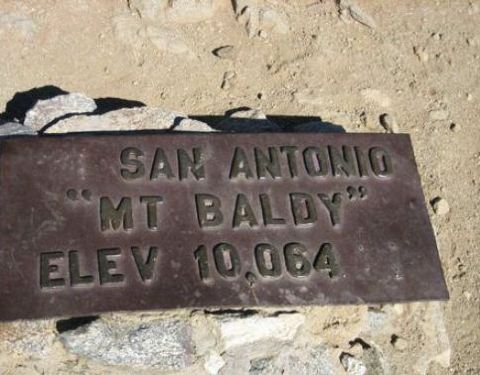 SAN ANTONIO
"MT BALDY"
ELEV 10,064